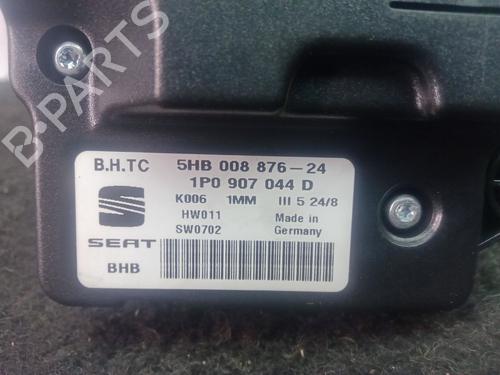 B-PARTS
B.H.TC 5HB 008 876-24
1P0 907 044 D
K006 1MM III 5 24/8
HW011 Made in
SW0702 Germany
SEAT
BHB